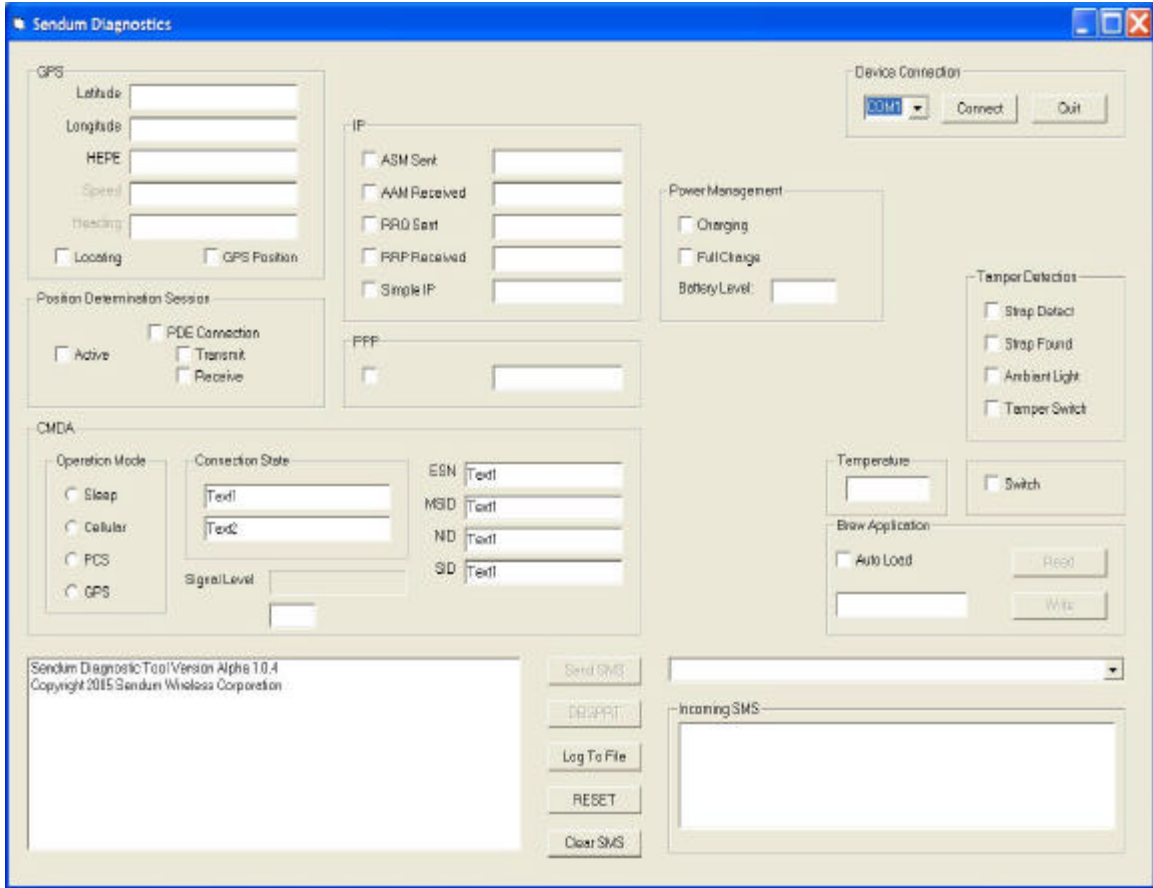 Sendum Diagnostics
GPS
Latitude
Longitude
HEPE
Speed
Heading
Locating
GPS Position
Position Determination Session
PDE Connection
Active
Transmit
Receive
IP
ASM Sent
AAM Received
RRQ Sent
RRP Received
Simple IP
PPP
Device Connection
COM1
Connect
Quit
Power Management
Charging
Full Charge
Battery Level:
Tamper Detection
Strap Detect
Strap Found
Ambient Light
Tamper Switch
CMDA
Operation Mode
Sleep
Cellular
PCS
GPS
Connection State
Text1
Text2
Signal Level
ESN Text1
MSID Text1
NID Text1
SID Text1
Temperature
Switch
Brew Application
Auto Load
Read
Write
Sendum Diagnostic Tool Version Alpha 1.0.4
Copyright 2015 Sendum Wireless Corporation
Send SMS
DBGPRT
Log To File
RESET
Clear SMS
Incoming SMS